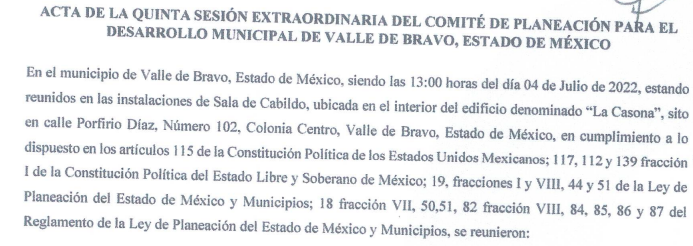 ACTA DE LA QUINTA SESIÓN EXTRAORDINARIA DEL COMITÉ DE PLANEACIÓN PARA EL
DESARROLLO MUNICIPAL DE VALLE DE BRAVO, ESTADO DE MÉXICO
En el municipio de Valle de Bravo, Estado de México, siendo las 13:00 horas del día 04 de Julio de 2022, estando
reunidos en las instalaciones de Sala de Cabildo, ubicada en el interior del edificio denominado “La Casona”, sito
en calle Porfirio Díaz, Número 102, Colonia Centro, Valle de Bravo, Estado de México, en cumplimiento a lo
dispuesto en los artículos 115 de la Constitución Política de los Estados Unidos Mexicanos; 117, 112 y 139 fracción
I de la Constitución Política del Estado Libre y Soberano de México; 19, fracciones I y VIII, 44 y 51 de la Ley de
Planeación del Estado de México y Municipios; 18 fracción VII, 50,51, 82 fracción VIII, 84, 85, 86 y 87 del
Reglamento de la Ley de Planeación del Estado de México y Municipios, se reunieron: